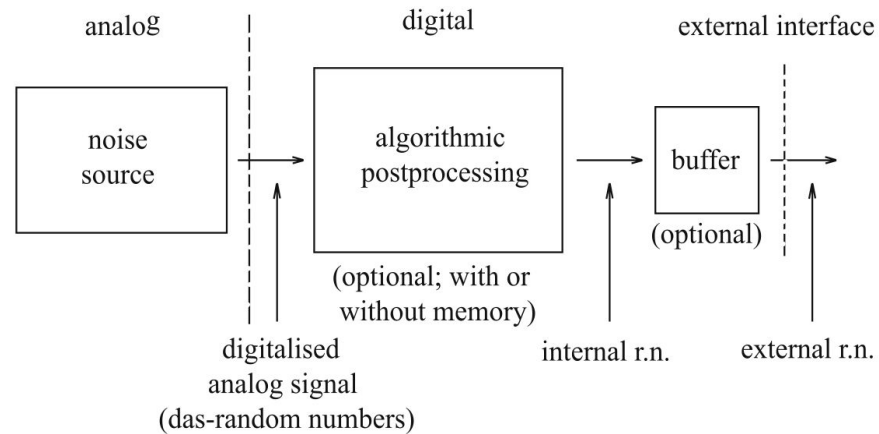 analog
digital
external interface
noise
source
algorithmic
postprocessing
buffer
(optional)
(optional; with or
without memory)
digitalised
analog signal
(das-random numbers)
internal r.n.
external r.n.